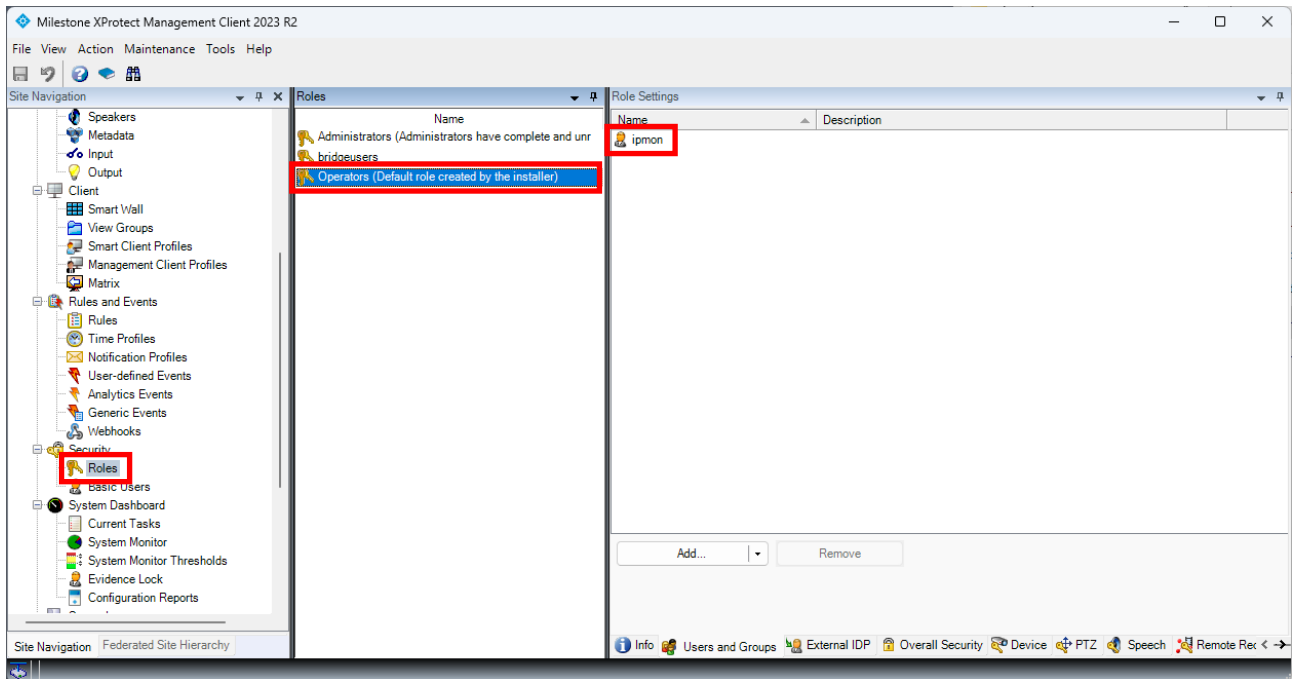 Milestone XProtect Management Client 2023 R2
File View Action Maintenance Tools Help
Site Navigation
Speakers
Metadata
Input
Output
Client
Smart Wall
View Groups
Smart Client Profiles
Management Client Profiles
Matrix
Rules and Events
Rules
Time Profiles
Notification Profiles
User-defined Events
Analytics Events
Generic Events
Webhooks
Security
Roles
Basic Users
System Dashboard
Current Tasks
System Monitor
System Monitor Thresholds
Evidence Lock
Configuration Reports
Site Navigation Federated Site Hierarchy
Roles
Name
Administrators (Administrators have complete and unr
bridgeusers
Operators (Default role created by the installer)
Role Settings
Name Description
ipmon
Add... Remove
Info Users and Groups External IDP Overall Security Device PTZ Speech Remote Rec